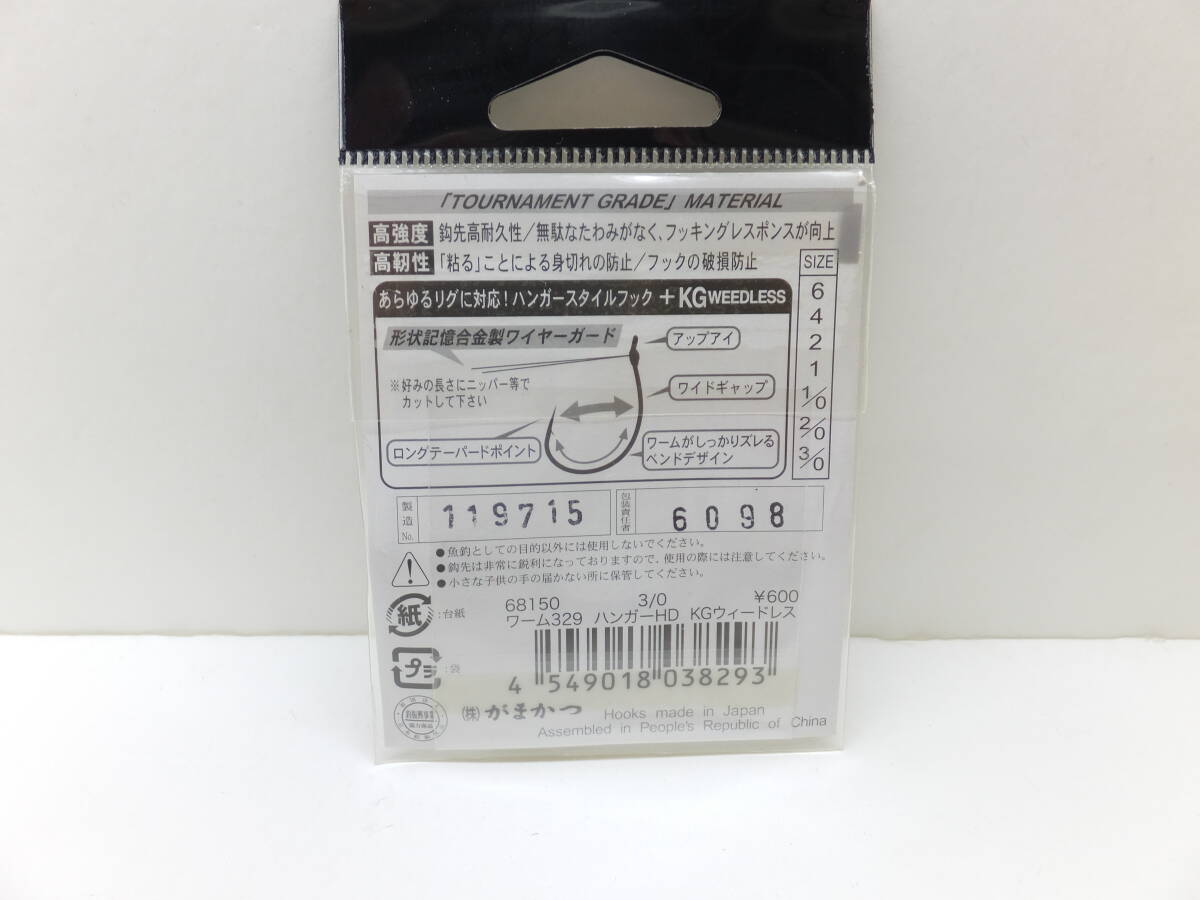 「TOURNAMENT GRADE」 MATERIAL
高強度 鈎先高耐久性/無駄なたわみがなく、フッキングレスポンスが向上
高靭性 「粘る」ことによる身切れの防止/フックの破損防止
SIZE
6
4
2
1
1/0
2/0
3/0
あらゆるリグに対応!ハンガースタイルフック +KG WEEDLESS
形状記憶合金製ワイヤーガード
※好みの長さにニッパー等で
カットして下さい
アップアイ
ワイドギャップ
ロングテーパードポイント
ワームがしっかりズレる
ベンドデザイン
製造No. 119715
包装責任者 6098
●魚鈎としての目的以外には使用しないでください。
●鈎先は非常に鋭利になっておりますので、使用の際には注意してください。
●小さな子供の手の届かない所に保管してください。
紙 :台紙
プラ :袋
68150 3/0 ¥600
ワーム329 ハンガーHD KGウィードレス
4 549018 038293
(株) がまかつ
Hooks made in Japan
Assembled in People's Republic of China